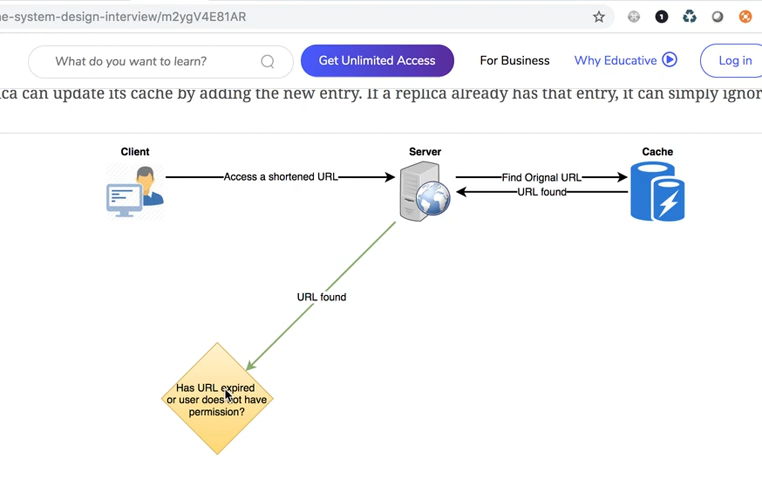 e-system-design-interview/m2ygV4E81AR
What do you want to learn?
Get Unlimited Access
For Business
Why Educative
Log in
ca can update its cache by adding the new entry. If a replica already has that entry, it can simply ignor
Client
Server
Cache
Access a shortened URL
Find Orignal URL
URL found
URL found
Has URL expired
or user does not have
permission?